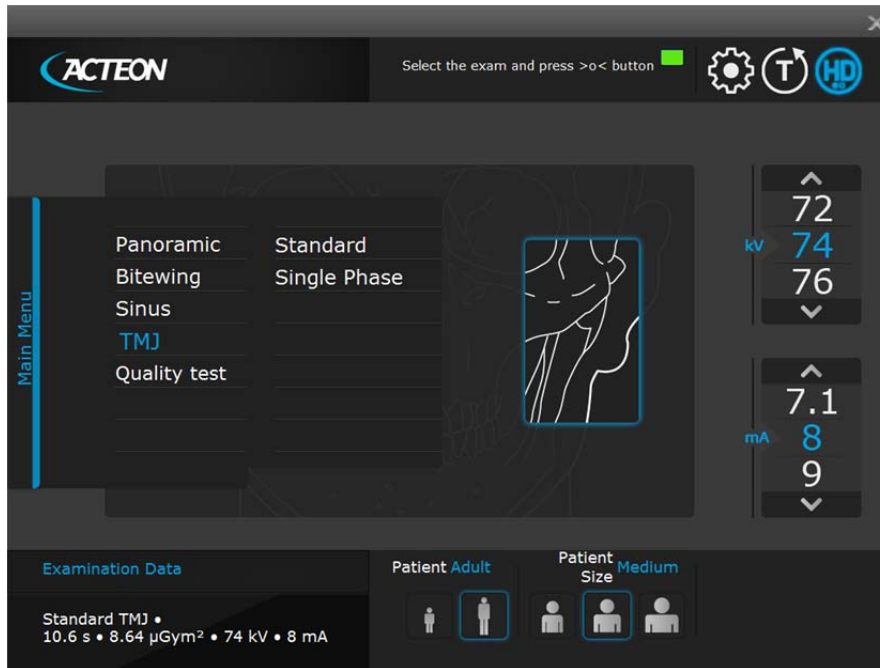 ACTEON
Select the exam and press >o< button
T
HD
Main Menu
Panoramic
Bitewing
Sinus
TMJ
Quality test
Standard
Single Phase
kV
72
74
76
mA
7.1
8
9
Examination Data
Standard TMJ •
10.6 s • 8.64 µGym² • 74 kV • 8 mA
Patient Adult
Patient
Size Medium